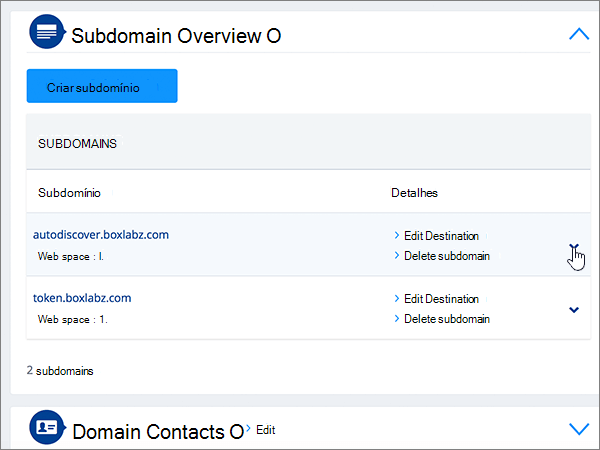 Subdomain Overview O
Criar subdomínio
SUBDOMAINS
Subdomínio Detalhes
autodiscover.boxlabz.com Edit Destination
Web space : l. Delete subdomain
token.boxlabz.com Edit Destination
Web space : 1. Delete subdomain
2 subdomains
Domain Contacts O Edit